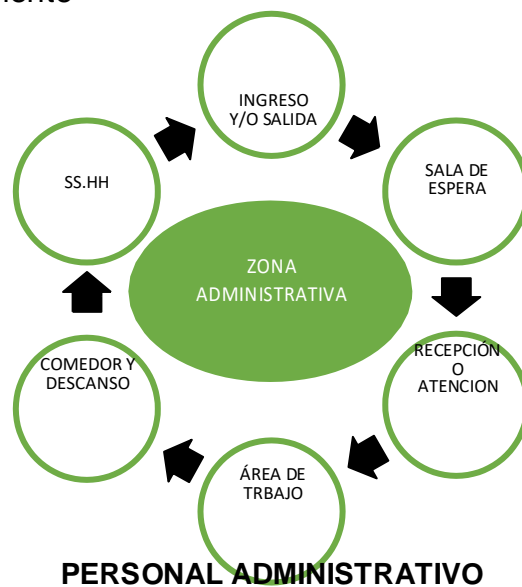 INGRESO
Y/O SALIDA
SALA DE
ESPERA
RECEPCIÓN
O
ATENCION
ÁREA DE
TRBAJO
COMEDOR Y
DESCANSO
SS.HH
ZONA
ADMINISTRATIVA
PERSONAL ADMINISTRATIVO